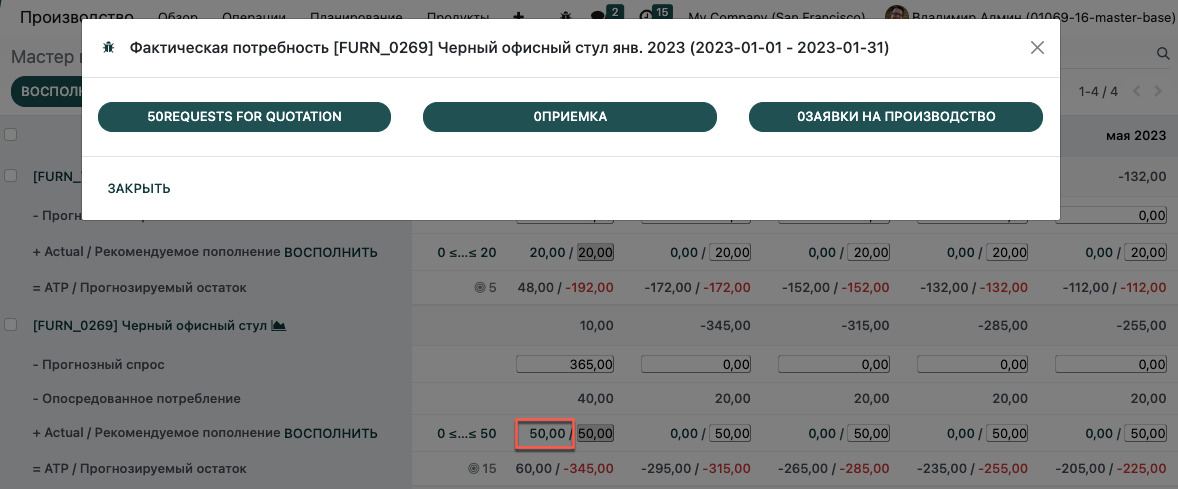 Производство Обзор Операции Планирование Продукты + 2 15 My Company (San Francisco) Владимир Админ (01069-16-master-base)
Фактическая потребность [FURN_0269] Черный офисный стул янв. 2023 (2023-01-01 - 2023-01-31)
Мастер
50REQUESTS FOR QUOTATION 0ПРИЕМКА 0ЗАЯВКИ НА ПРОИЗВОДСТВО
1-4 / 4
мая 2023
[FURN_ -132,00
ЗАКРЫТЬ
0,00
+ Actual / Рекомендуемое пополнение ВОСПОЛНИТЬ 0 ≤...≤ 20 20,00 / 20,00 0,00 / 20,00 0,00 / 20,00 0,00 / 20,00 0,00 / 20,00
= ATP / Прогнозируемый остаток 5 48,00 / -192,00 -172,00 / -172,00 -152,00 / -152,00 -132,00 / -132,00 -112,00 / -112,00
[FURN_0269] Черный офисный стул 10,00 -345,00 -315,00 -285,00 -255,00
- Прогнозный спрос 365,00 0,00 0,00 0,00 0,00
- Опосредованное потребление 40,00 20,00 20,00 20,00 20,00
+ Actual / Рекомендуемое пополнение ВОСПОЛНИТЬ 0 ≤...≤ 50 50,00 / 50,00 0,00 / 50,00 0,00 / 50,00 0,00 / 50,00 0,00 / 50,00
= ATP / Прогнозируемый остаток 15 60,00 / -345,00 -295,00 / -315,00 -265,00 / -285,00 -235,00 / -255,00 -205,00 / -225,00